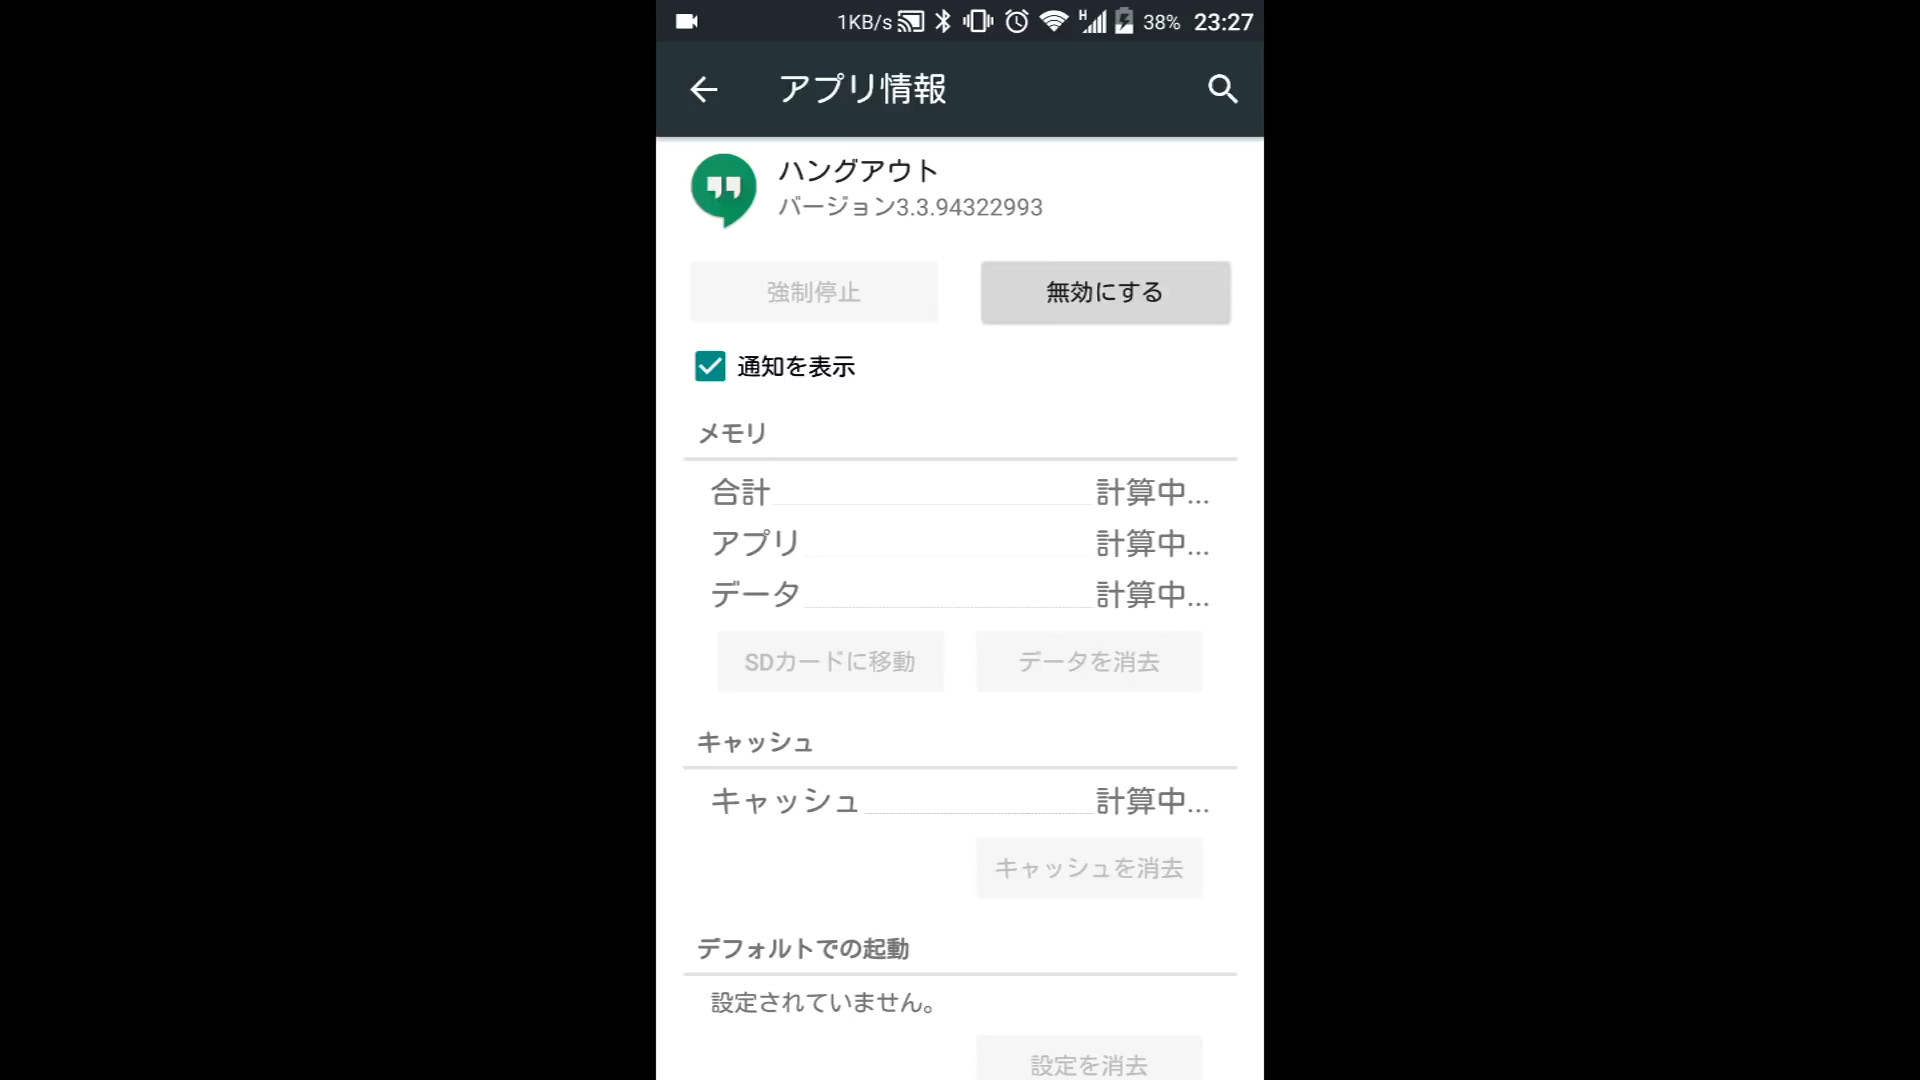 1KB/s H 38% 23:27
アプリ情報
ハングアウト
バージョン3.3.94322993
強制停止 無効にする
通知を表示
メモリ
合計 計算中...
アプリ 計算中...
データ 計算中...
SDカードに移動 データを消去
キャッシュ
キャッシュ 計算中...
キャッシュを消去
デフォルトでの起動
設定されていません。
設定を消去